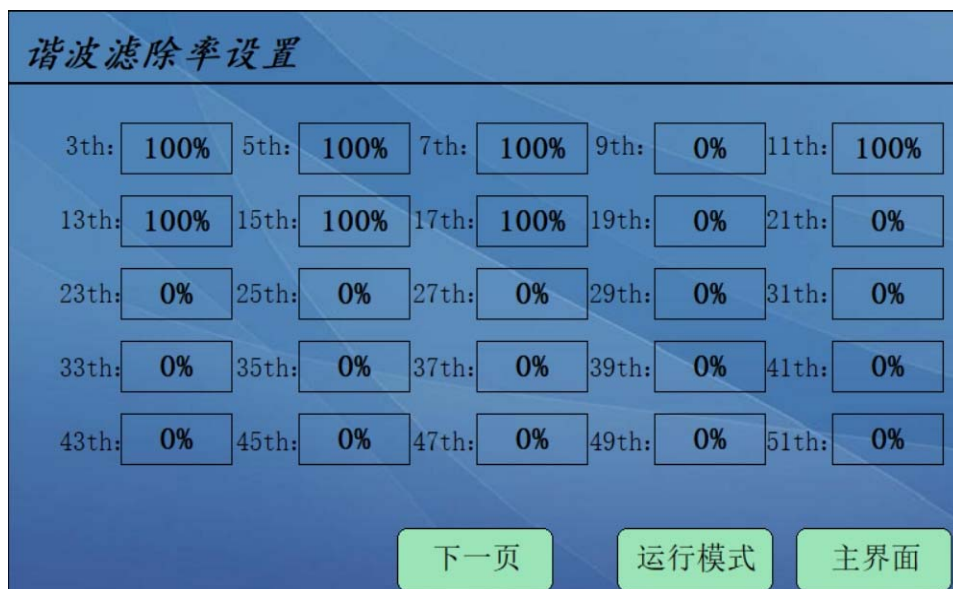 谐波滤除率设置
3th: 100% 5th: 100% 7th: 100% 9th: 0% 11th: 100%
13th: 100% 15th: 100% 17th: 100% 19th: 0% 21th: 0%
23th: 0% 25th: 0% 27th: 0% 29th: 0% 31th: 0%
33th: 0% 35th: 0% 37th: 0% 39th: 0% 41th: 0%
43th: 0% 45th: 0% 47th: 0% 49th: 0% 51th: 0%
下一页 运行模式 主界面